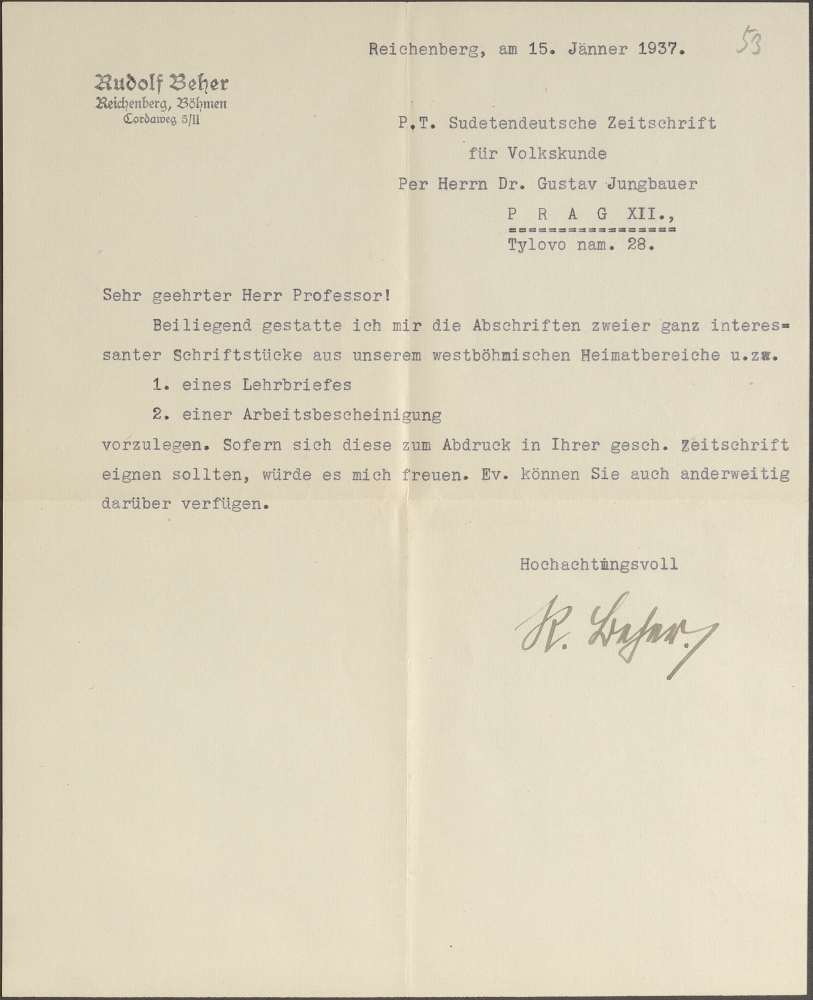 Reichenberg, am 15. Jänner 1937.
53
Rudolf Beher
Reichenberg, Böhmen
Cordaweg 5/II
P.T. Sudetendeutsche Zeitschrift
für Volkskunde
Per Herrn Dr. Gustav Jungbauer
P R A G XII.,
=================
Tylovo nam. 28.
Sehr geehrter Herr Professor!
Beiliegend gestatte ich mir die Abschriften zweier ganz interes=
santer Schriftstücke aus unserem westböhmischen Heimatbereiche u.zw.
1. eines Lehrbriefes
2. einer Arbeitsbescheinigung
vorzulegen. Sofern sich diese zum Abdruck in Ihrer gesch. Zeitschrift
eignen sollten, würde es mich freuen. Ev. können Sie auch anderweitig
darüber verfügen.
Hochachtungsvoll
R. Beher.